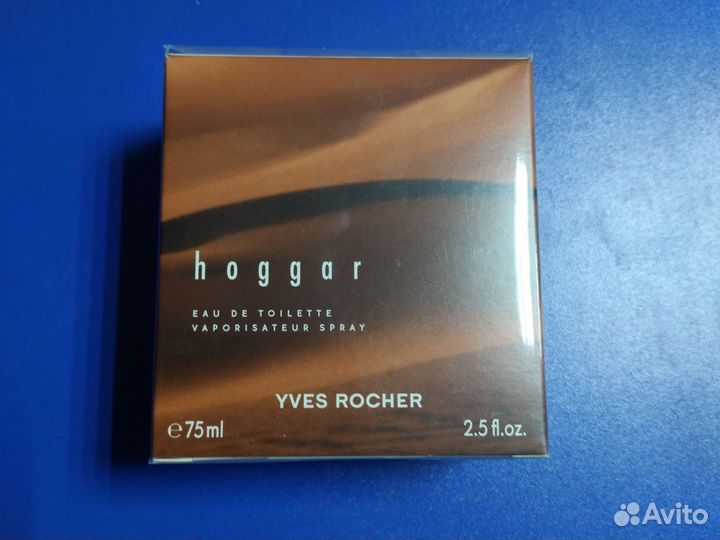 hoggar
EAU DE TOILETTE
VAPORISATEUR SPRAY
YVES ROCHER
℮75ml 2.5 fl.oz.
Avito